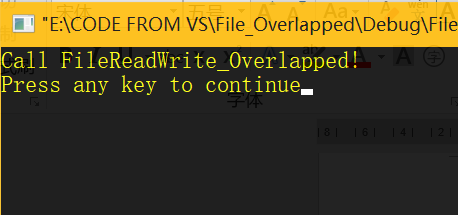 "E:\CODE FROM VS\File_Overlapped\Debug\File
宋体
五号
Call FileReadWrite_Overlapped!
Press any key to continue
字体
8
6
4
2